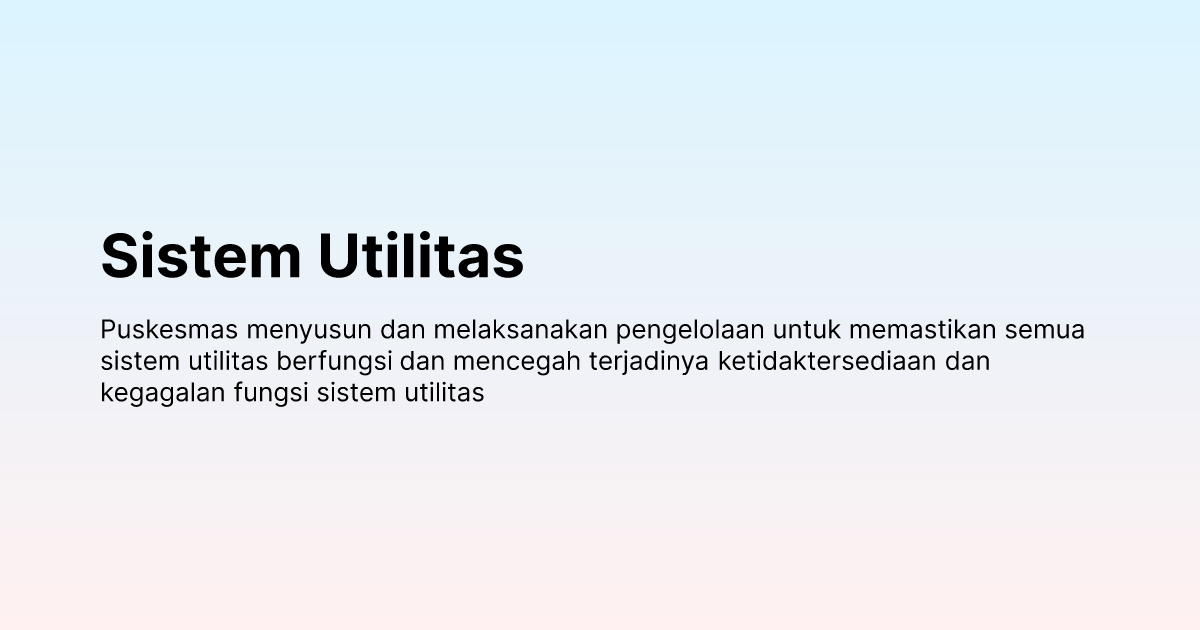 Sistem Utilitas
Puskesmas menyusun dan melaksanakan pengelolaan untuk memastikan semua
sistem utilitas berfungsi dan mencegah terjadinya ketidaktersediaan dan
kegagalan fungsi sistem utilitas